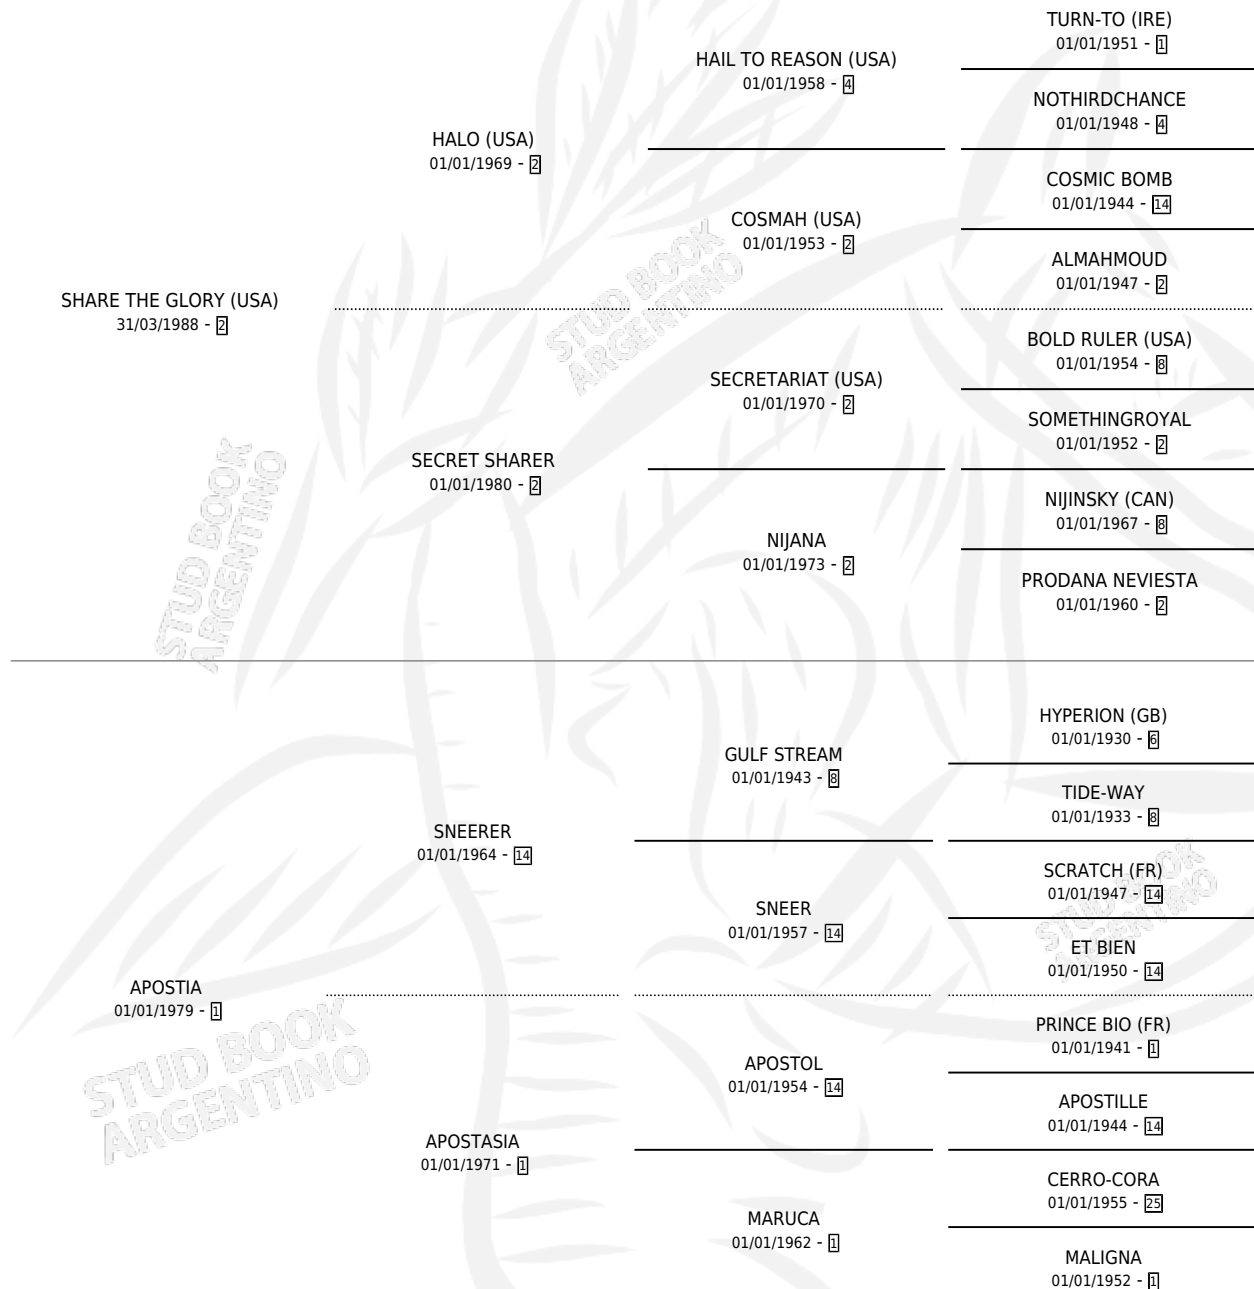 TURN-TO (IRE)
01/01/1951 - 1
HAIL TO REASON (USA)
01/01/1958 - 4
NOTHIRDCHANCE
01/01/1948 - 4
HALO (USA)
01/01/1969 - 2
COSMIC BOMB
01/01/1944 - 14
COSMAH (USA)
01/01/1953 - 2
ALMAHMOUD
01/01/1947 - 2
SHARE THE GLORY (USA)
31/03/1988 - 2
BOLD RULER (USA)
01/01/1954 - 8
SECRETARIAT (USA)
01/01/1970 - 2
SOMETHINGROYAL
01/01/1952 - 2
SECRET SHARER
01/01/1980 - 2
NIJINSKY (CAN)
01/01/1967 - 8
NIJANA
01/01/1973 - 2
PRODANA NEVIESTA
01/01/1960 - 2
HYPERION (GB)
01/01/1930 - 6
GULF STREAM
01/01/1943 - 8
TIDE-WAY
01/01/1933 - 8
SNEERER
01/01/1964 - 14
SCRATCH (FR)
01/01/1947 - 14
SNEER
01/01/1957 - 14
ET BIEN
01/01/1950 - 14
APOSTIA
01/01/1979 - 1
PRINCE BIO (FR)
01/01/1941 - 1
APOSTOL
01/01/1954 - 14
APOSTILLE
01/01/1944 - 14
APOSTASIA
01/01/1971 - 1
CERRO-CORA
01/01/1955 - 25
MARUCA
01/01/1962 - 1
MALIGNA
01/01/1952 - 1
STUD BOOK
ARGENTINO
STUD BOOK
ARGENTINO
STUD BOOK
ARGENTINO
STUD BOOK
ARGENTINO